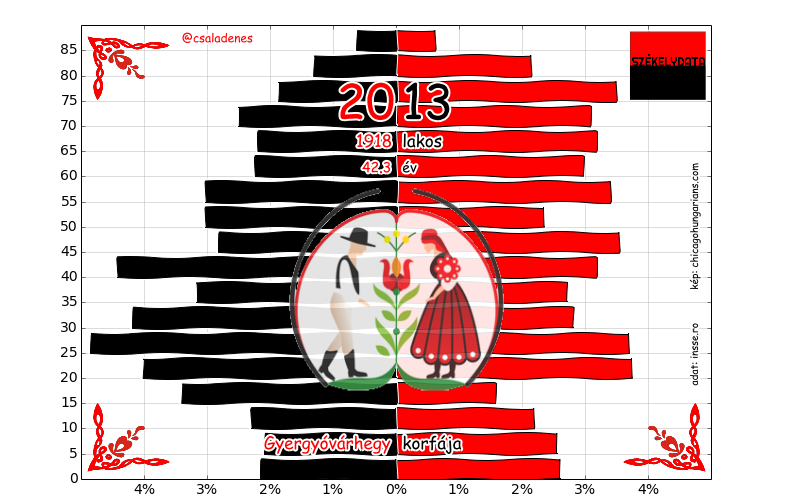 @csaladenes
SZÉKELYDATA
2013
1918 lakos
42.3 év
kép: chicagohungarians.com
adat: insse.ro
Gyergyóvárhegy korfája
85
80
75
70
65
60
55
50
45
40
35
30
25
20
15
10
5
0
4% 3% 2% 1% 0% 1% 2% 3% 4%